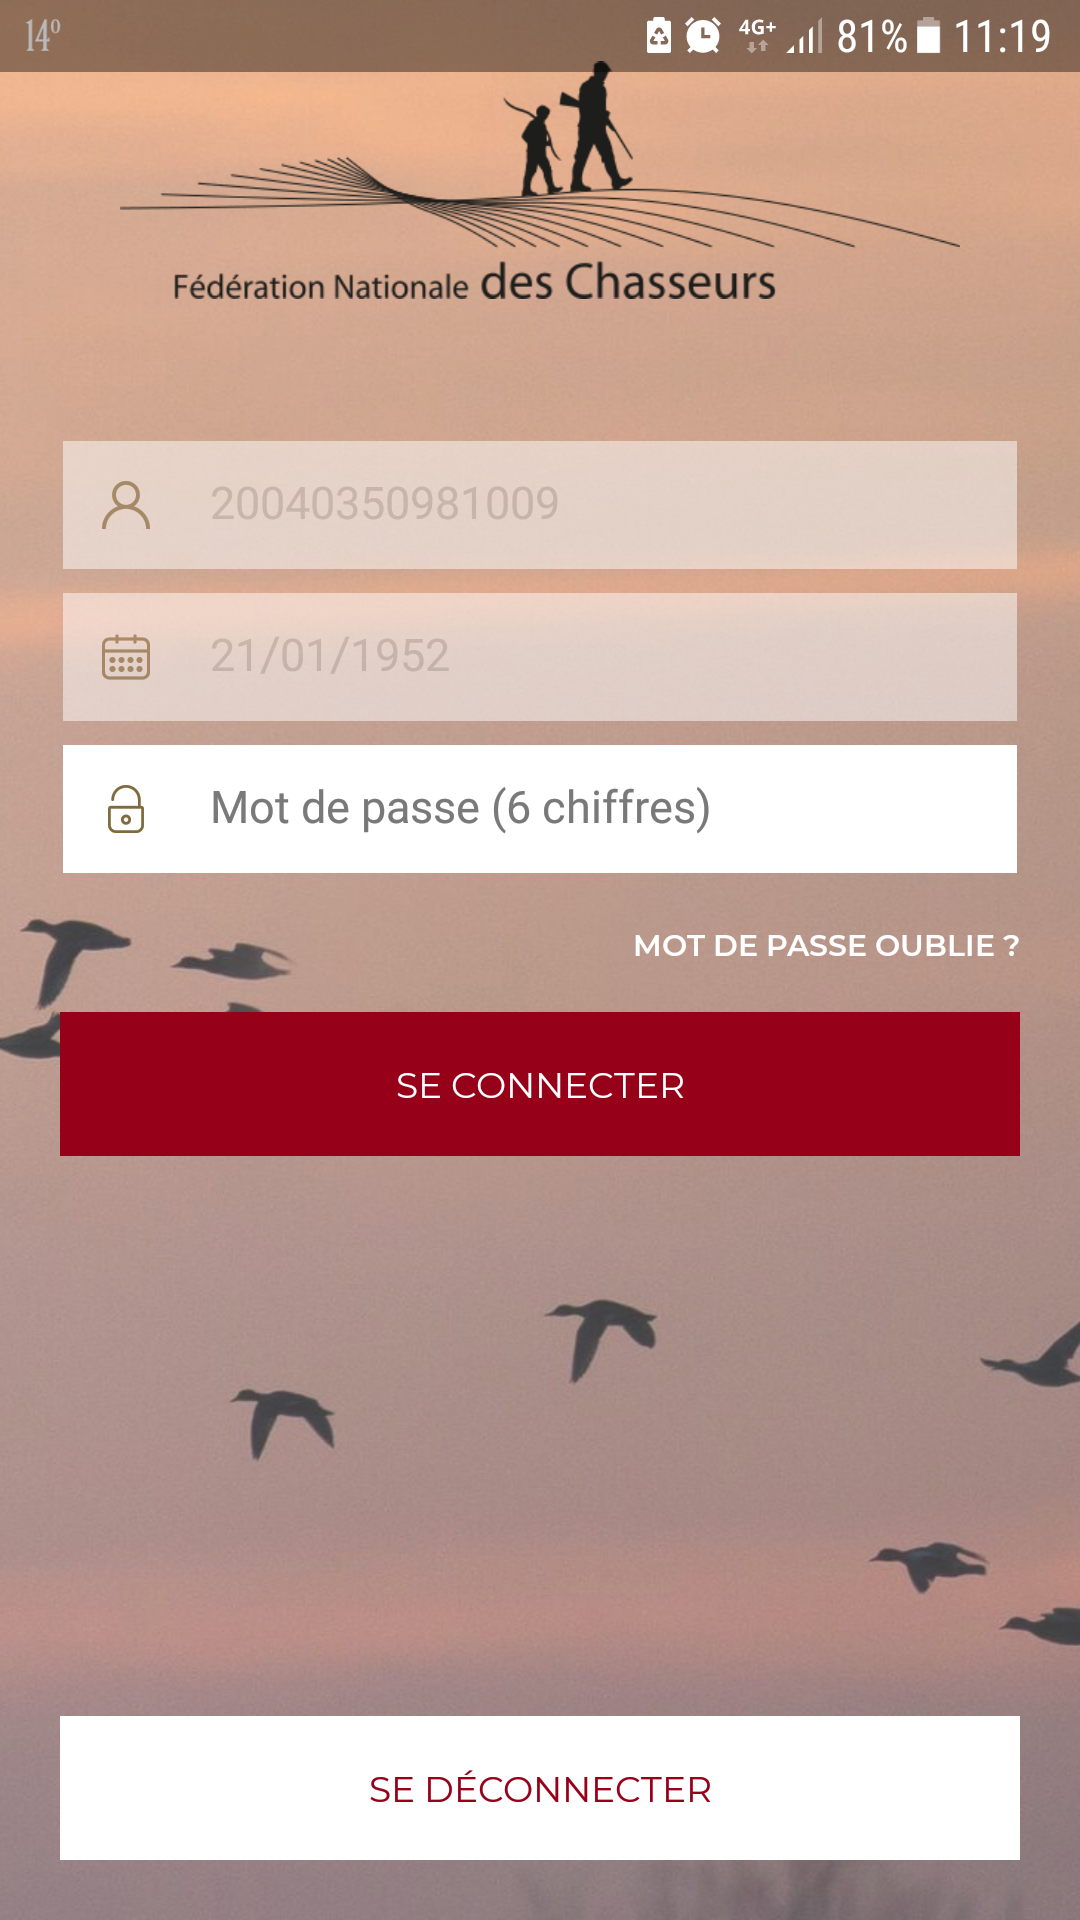 14°
4G+ 81% 11:19
Fédération Nationale des Chasseurs
20040350981009
21/01/1952
Mot de passe (6 chiffres)
MOT DE PASSE OUBLIE ?
SE CONNECTER
SE DÉCONNECTER